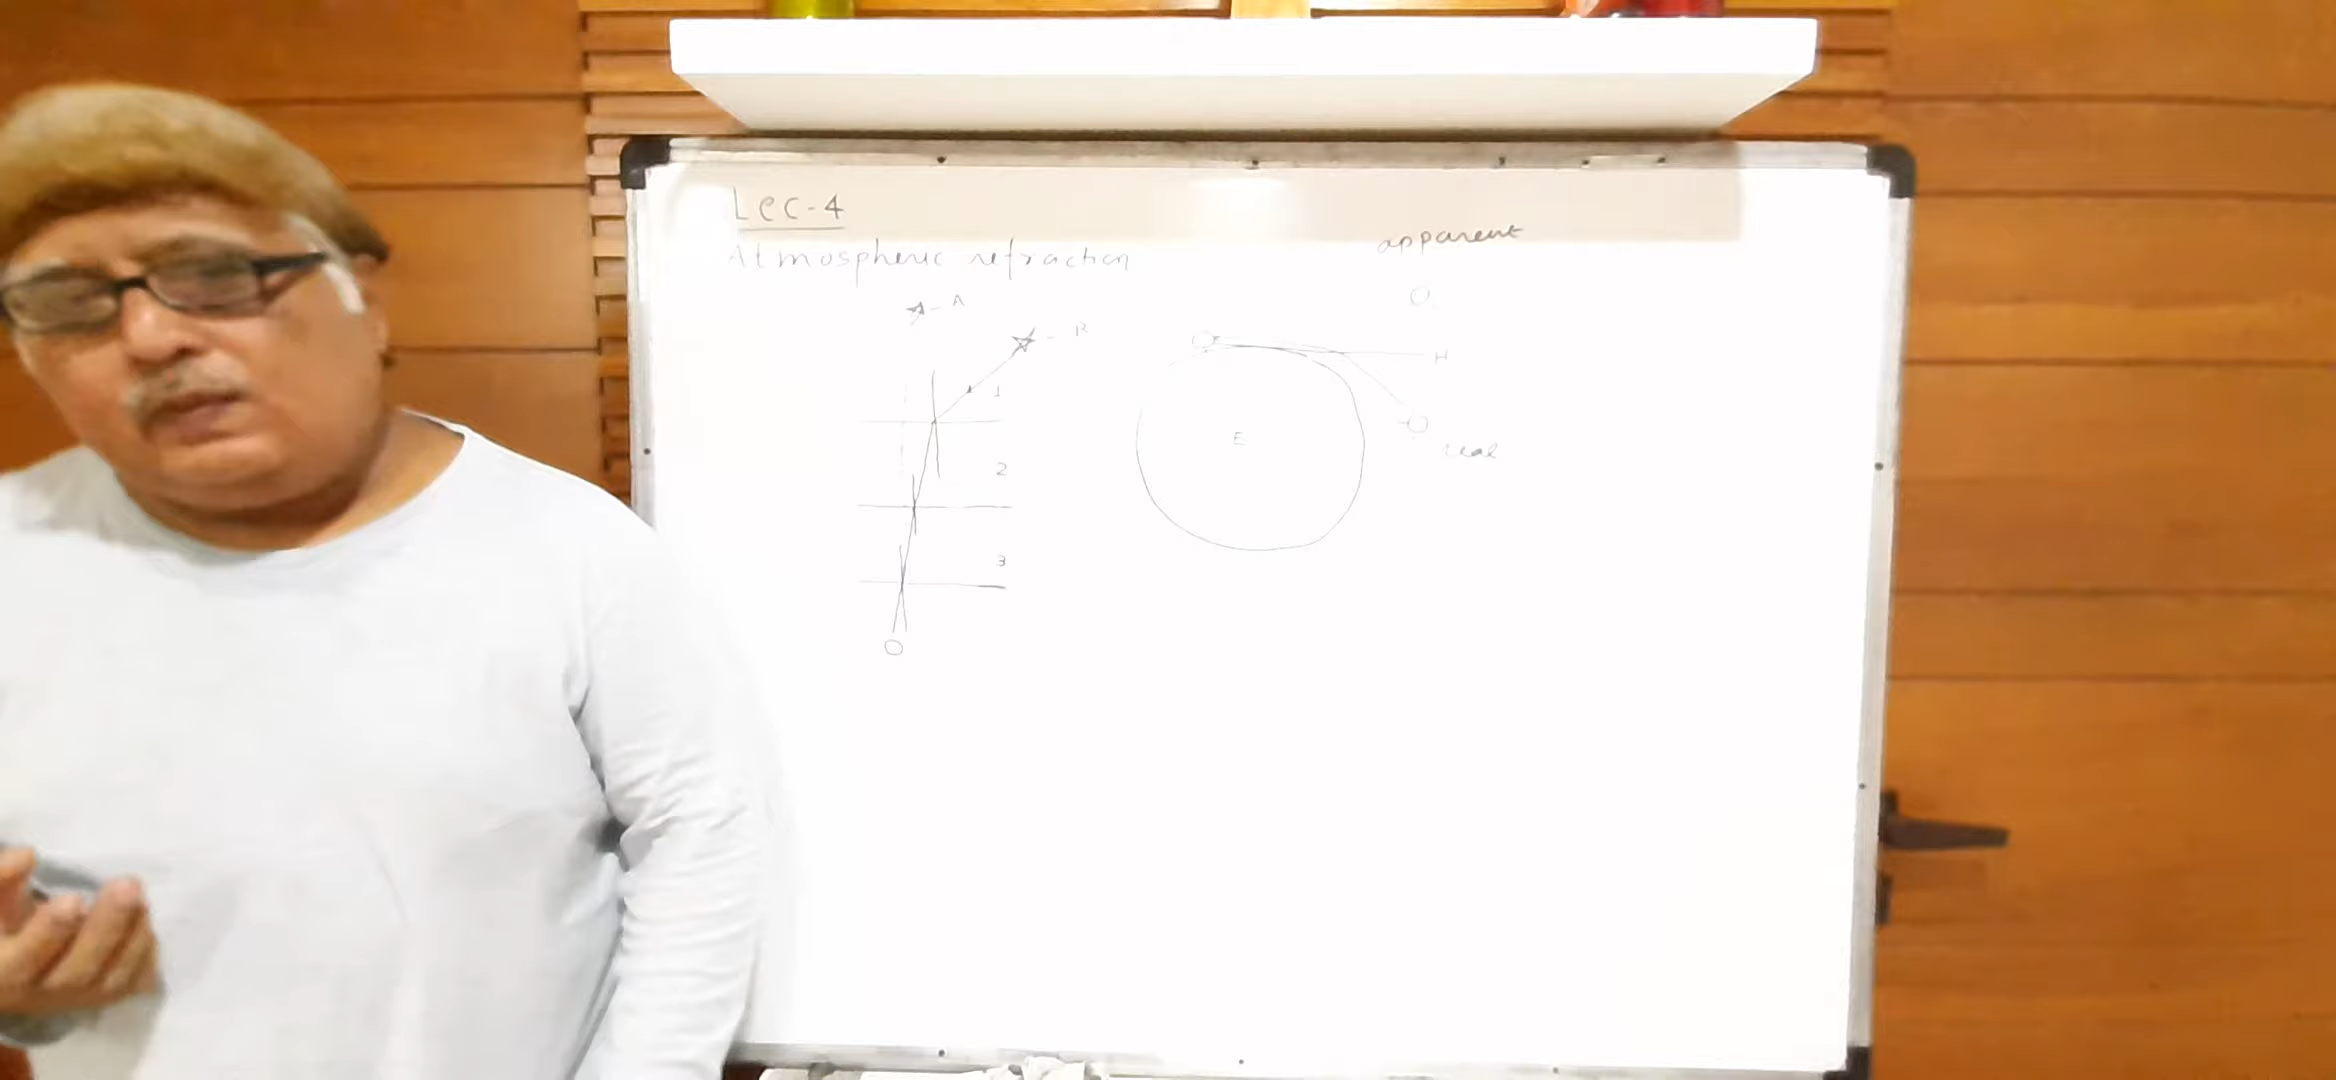 Lec-4
Atmospheric refraction
apparent
A
R
1
H
E
real
2
3
O